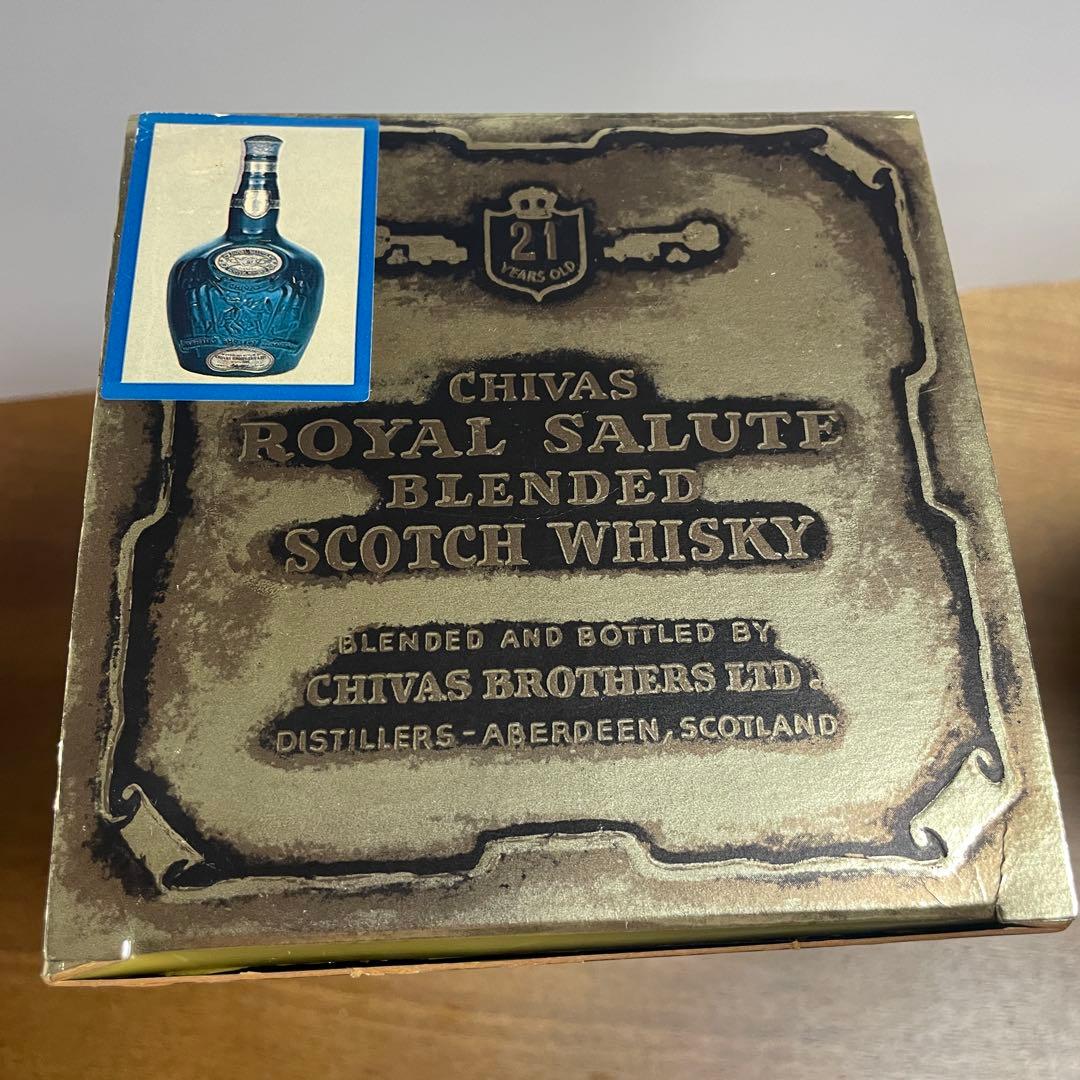 21
YEARS OLD
CHIVAS
ROYAL SALUTE
BLENDED
SCOTCH WHISKY
BLENDED AND BOTTLED BY
CHIVAS BROTHERS LTD.
DISTILLERS-ABERDEEN, SCOTLAND